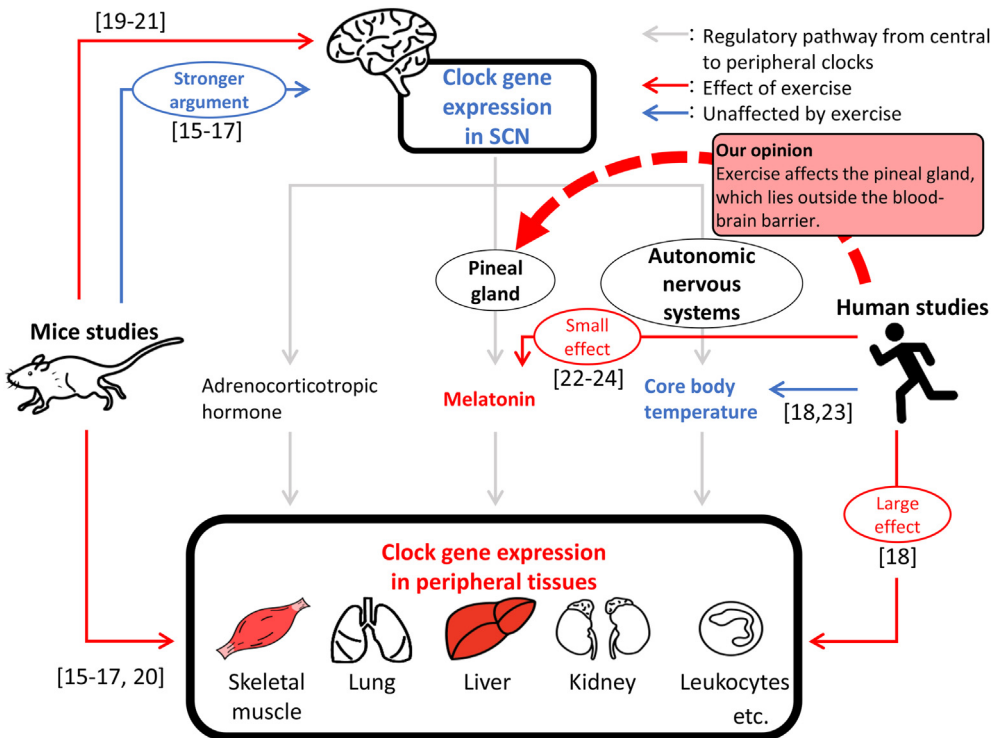 [19-21]
: Regulatory pathway from central
to peripheral clocks
: Effect of exercise
: Unaffected by exercise
Stronger
argument
[15-17]
Clock gene
expression
in SCN
Our opinion
Exercise affects the pineal gland,
which lies outside the blood-
brain barrier.
Pineal
gland
Autonomic
nervous
systems
Mice studies
Human studies
Small
effect
[22-24]
Adrenocorticotropic
hormone
Melatonin
Core body
temperature
[18,23]
Large
effect
[18]
Clock gene expression
in peripheral tissues
[15-17, 20]
Skeletal
muscle
Lung
Liver
Kidney
Leukocytes
etc.